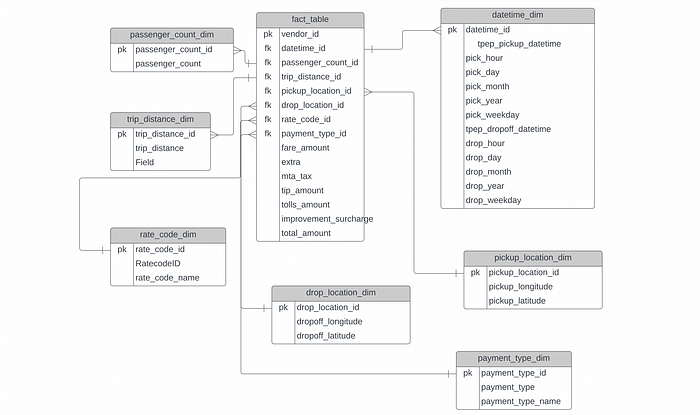 passenger_count_dim
pk passenger_count_id
passenger_count
trip_distance_dim
pk trip_distance_id
trip_distance
Field
rate_code_dim
pk rate_code_id
RatecodeID
rate_code_name
fact_table
pk vendor_id
fk datetime_id
fk passenger_count_id
fk trip_distance_id
fk pickup_location_id
fk drop_location_id
fk rate_code_id
fk payment_type_id
fare_amount
extra
mta_tax
tip_amount
tolls_amount
improvement_surcharge
total_amount
drop_location_dim
pk drop_location_id
dropoff_longitude
dropoff_latitude
datetime_dim
pk datetime_id
tpep_pickup_datetime
pick_hour
pick_day
pick_month
pick_year
pick_weekday
tpep_dropoff_datetime
drop_hour
drop_day
drop_month
drop_year
drop_weekday
pickup_location_dim
pk pickup_location_id
pickup_longitude
pickup_latitude
payment_type_dim
pk payment_type_id
payment_type
payment_type_name